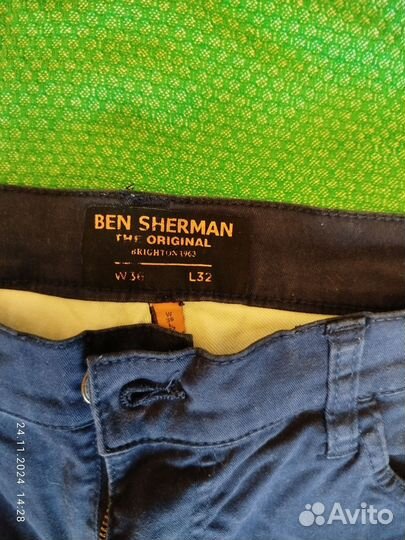 BEN SHERMAN
THE ORIGINAL
BRIGHTON 1963
W36 L32
24.11.2024 14:28
Avito